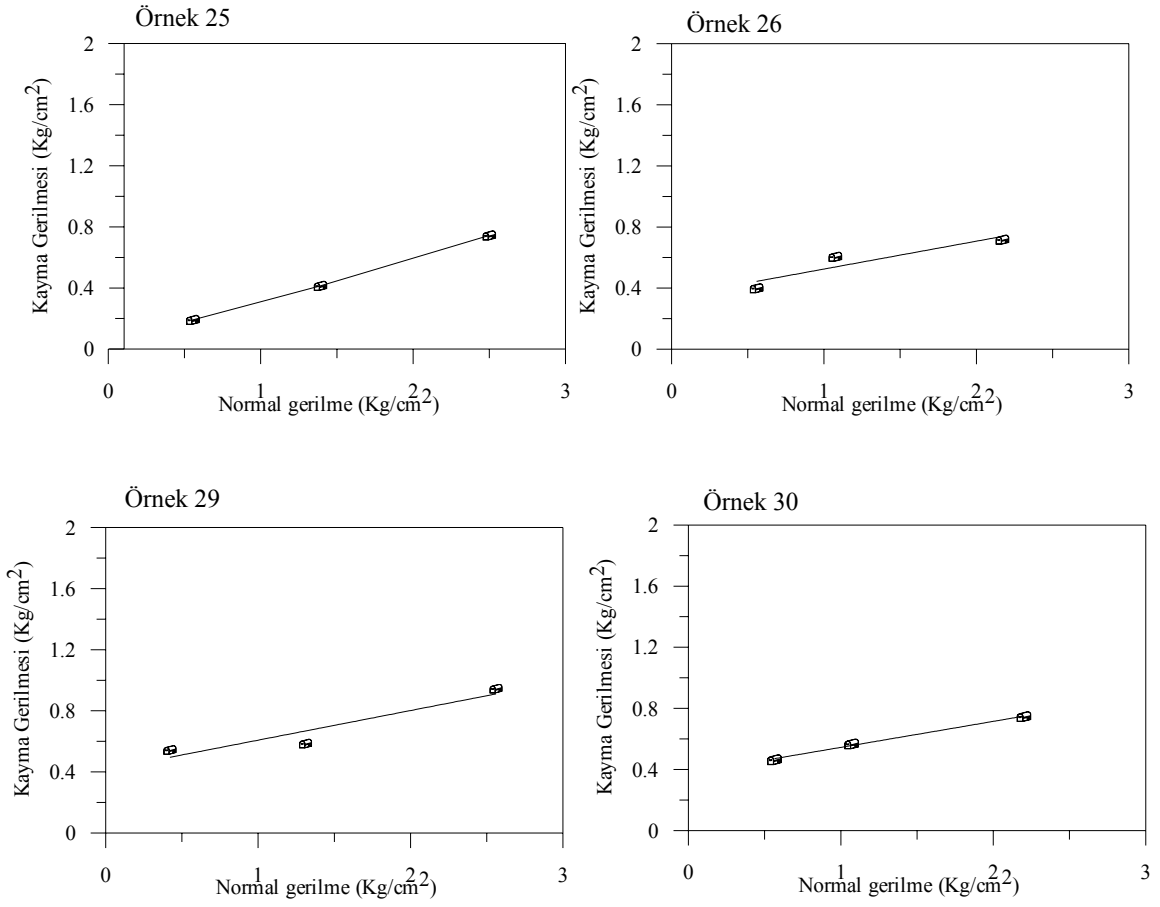 Örnek 25
Kayma Gerilmesi (Kg/cm2)
2
1.6
1.2
0.8
0.4
0
0 1 2 3
Normal gerilme (Kg/cm2)
Örnek 26
Kayma Gerilmesi (Kg/cm2)
2
1.6
1.2
0.8
0.4
0
0 1 2 3
Normal gerilme (Kg/cm2)
Örnek 29
Kayma Gerilmesi (Kg/cm2)
2
1.6
1.2
0.8
0.4
0
0 1 2 3
Normal gerilme (Kg/cm2)
Örnek 30
Kayma Gerilmesi (Kg/cm2)
2
1.6
1.2
0.8
0.4
0
0 1 2 3
Normal gerilme (Kg/cm2)